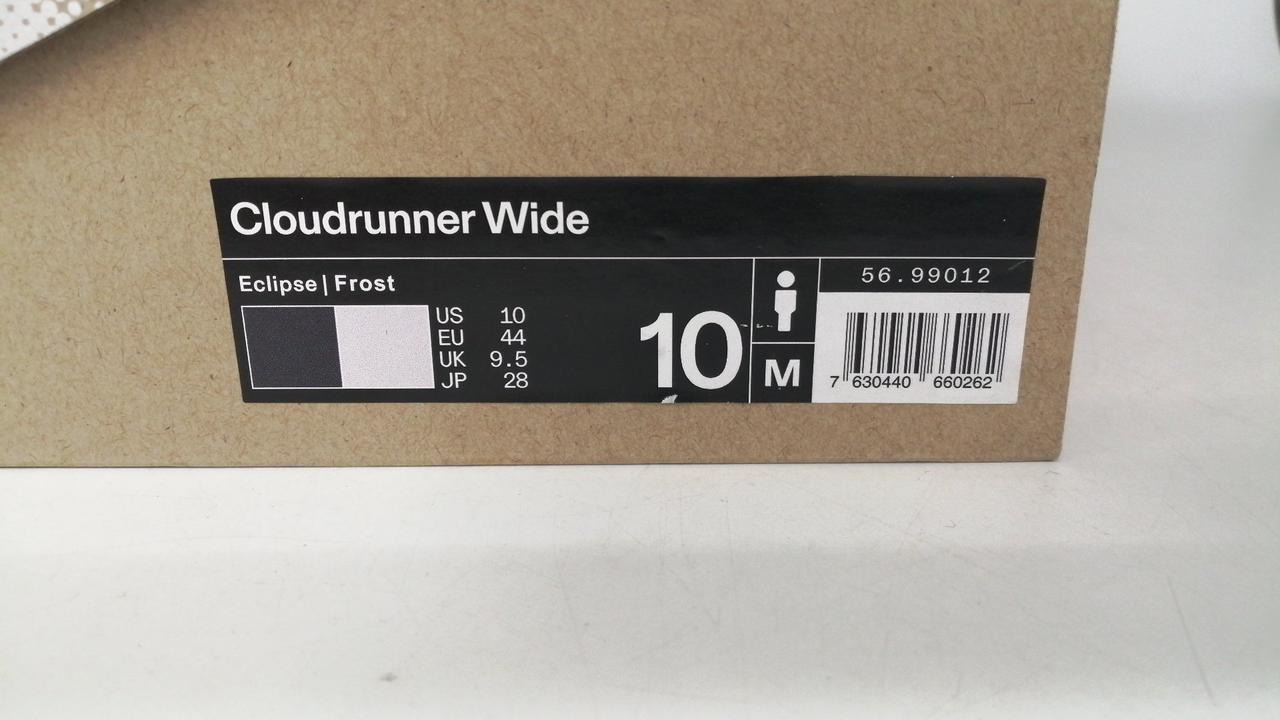 Cloudrunner Wide
Eclipse | Frost
US 10
EU 44
UK 9.5
JP 28
10
M
56.99012
7 630440 660262